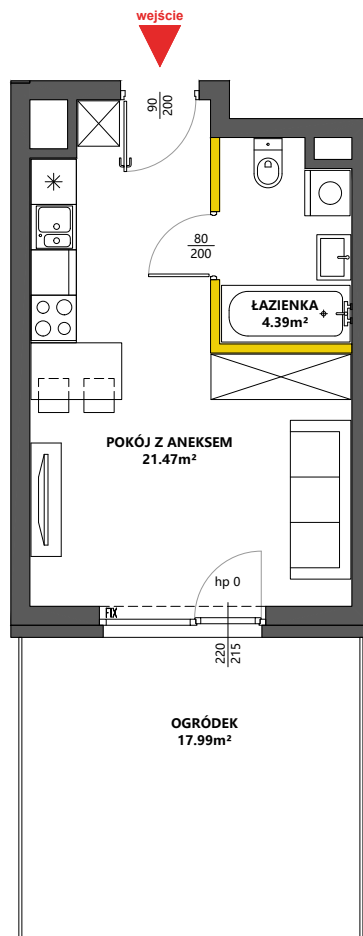 wejście
90
200
80
200
ŁAZIENKA
4.39m²
POKÓJ Z ANEKSEM
21.47m²
hp 0
FIX
220
215
OGRÓDEK
17.99m²